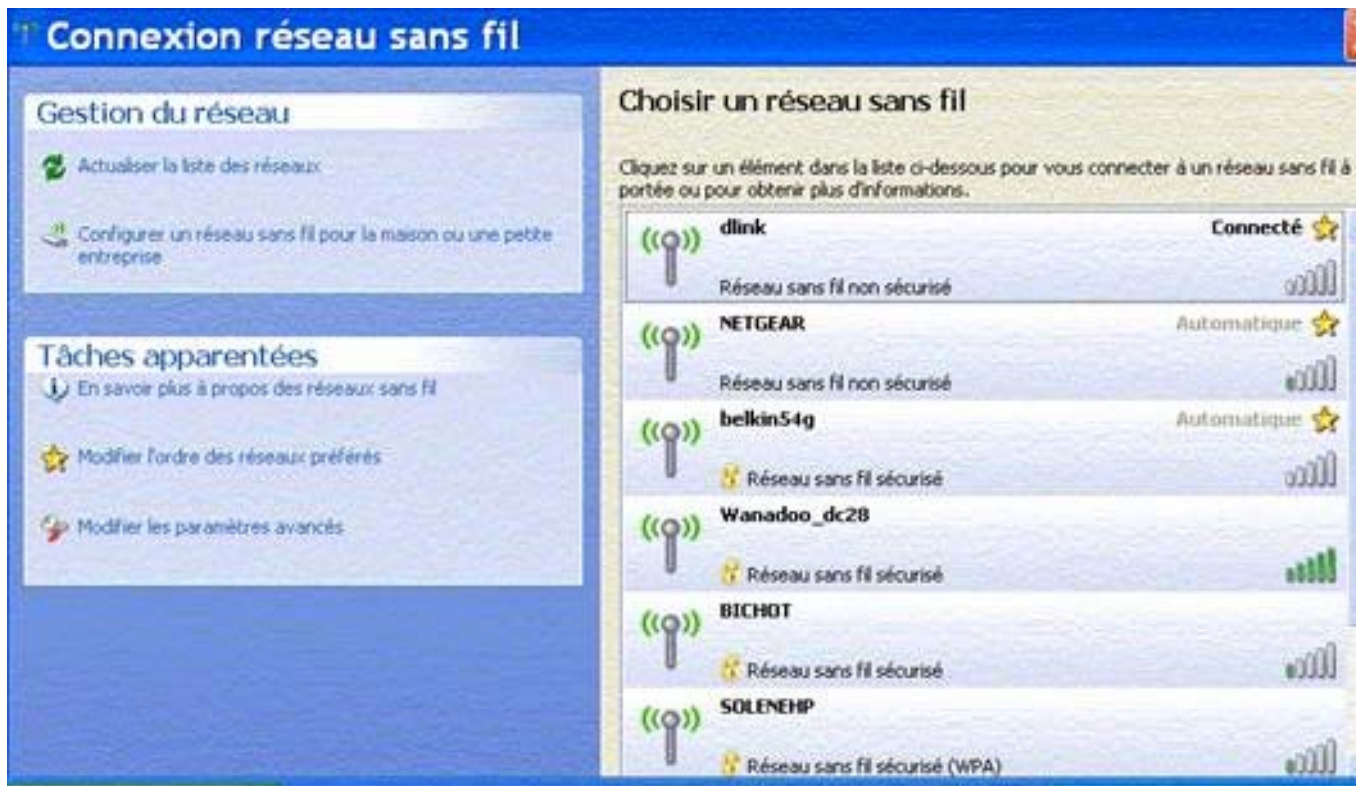 Connexion réseau sans fil
Gestion du réseau
Actualiser la liste des réseaux
Configurer un réseau sans fil pour la maison ou une petite
entreprise
Tâches apparentées
En savoir plus à propos des réseaux sans fil
Modifier l'ordre des réseaux préférés
Modifier les paramètres avancés
Choisir un réseau sans fil
Cliquez sur un élément dans la liste ci-dessous pour vous connecter à un réseau sans fil à
portée ou pour obtenir plus d'informations.
dlink Connecté
Réseau sans fil non sécurisé
NETGEAR Automatique
Réseau sans fil non sécurisé
belkin54g Automatique
Réseau sans fil sécurisé
Wanadoo_dc28
Réseau sans fil sécurisé
BICHOT
Réseau sans fil sécurisé
SOLENEHP
Réseau sans fil sécurisé (WPA)